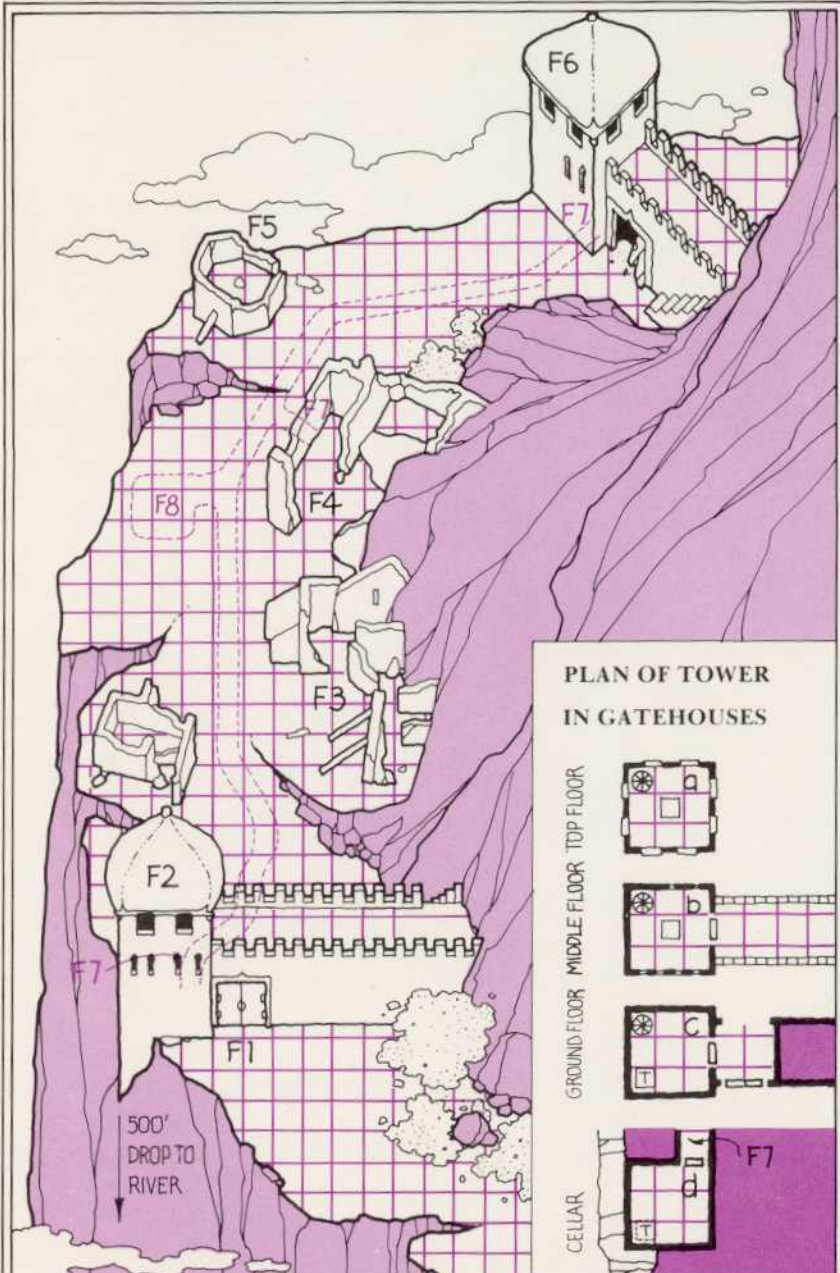 F6
F5
F7
F7
F8
F4
F3
F2
F7
F1
500'
DROP TO
RIVER
PLAN OF TOWER
IN GATEHOUSES
TOP FLOOR
a
MIDDLE FLOOR
b
GROUND FLOOR
c
T
CELLAR
F7
d
T